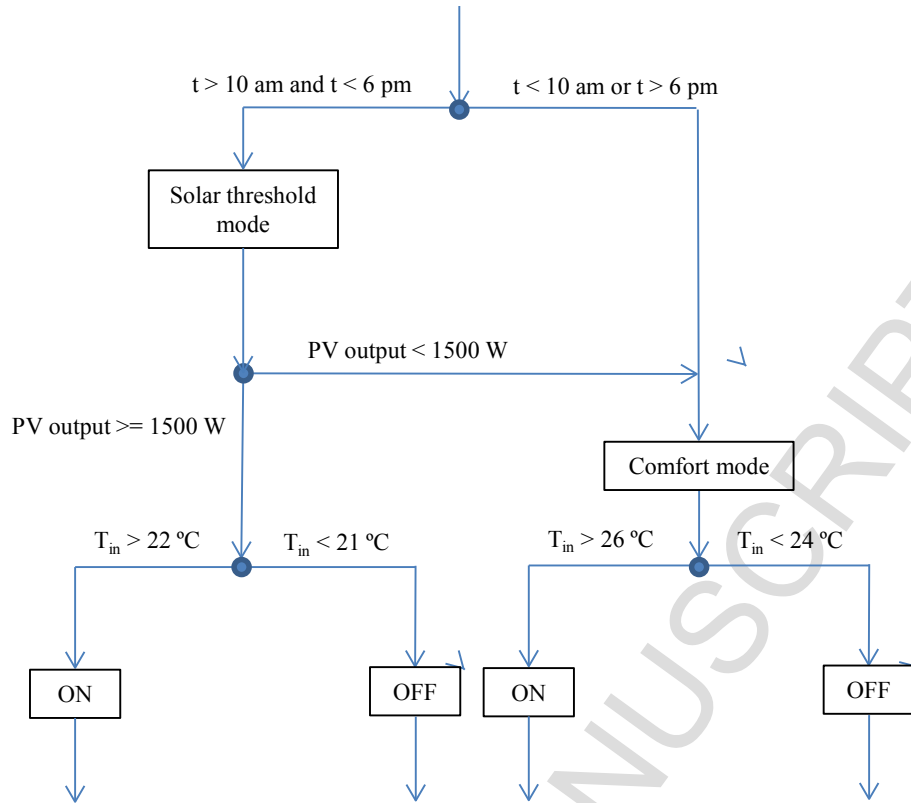 t > 10 am and t < 6 pm
t < 10 am or t > 6 pm
Solar threshold
mode
PV output < 1500 W
PV output >= 1500 W
Comfort mode
Tin > 22 ºC
Tin < 21 ºC
Tin > 26 ºC
Tin < 24 ºC
ON
OFF
ON
OFF